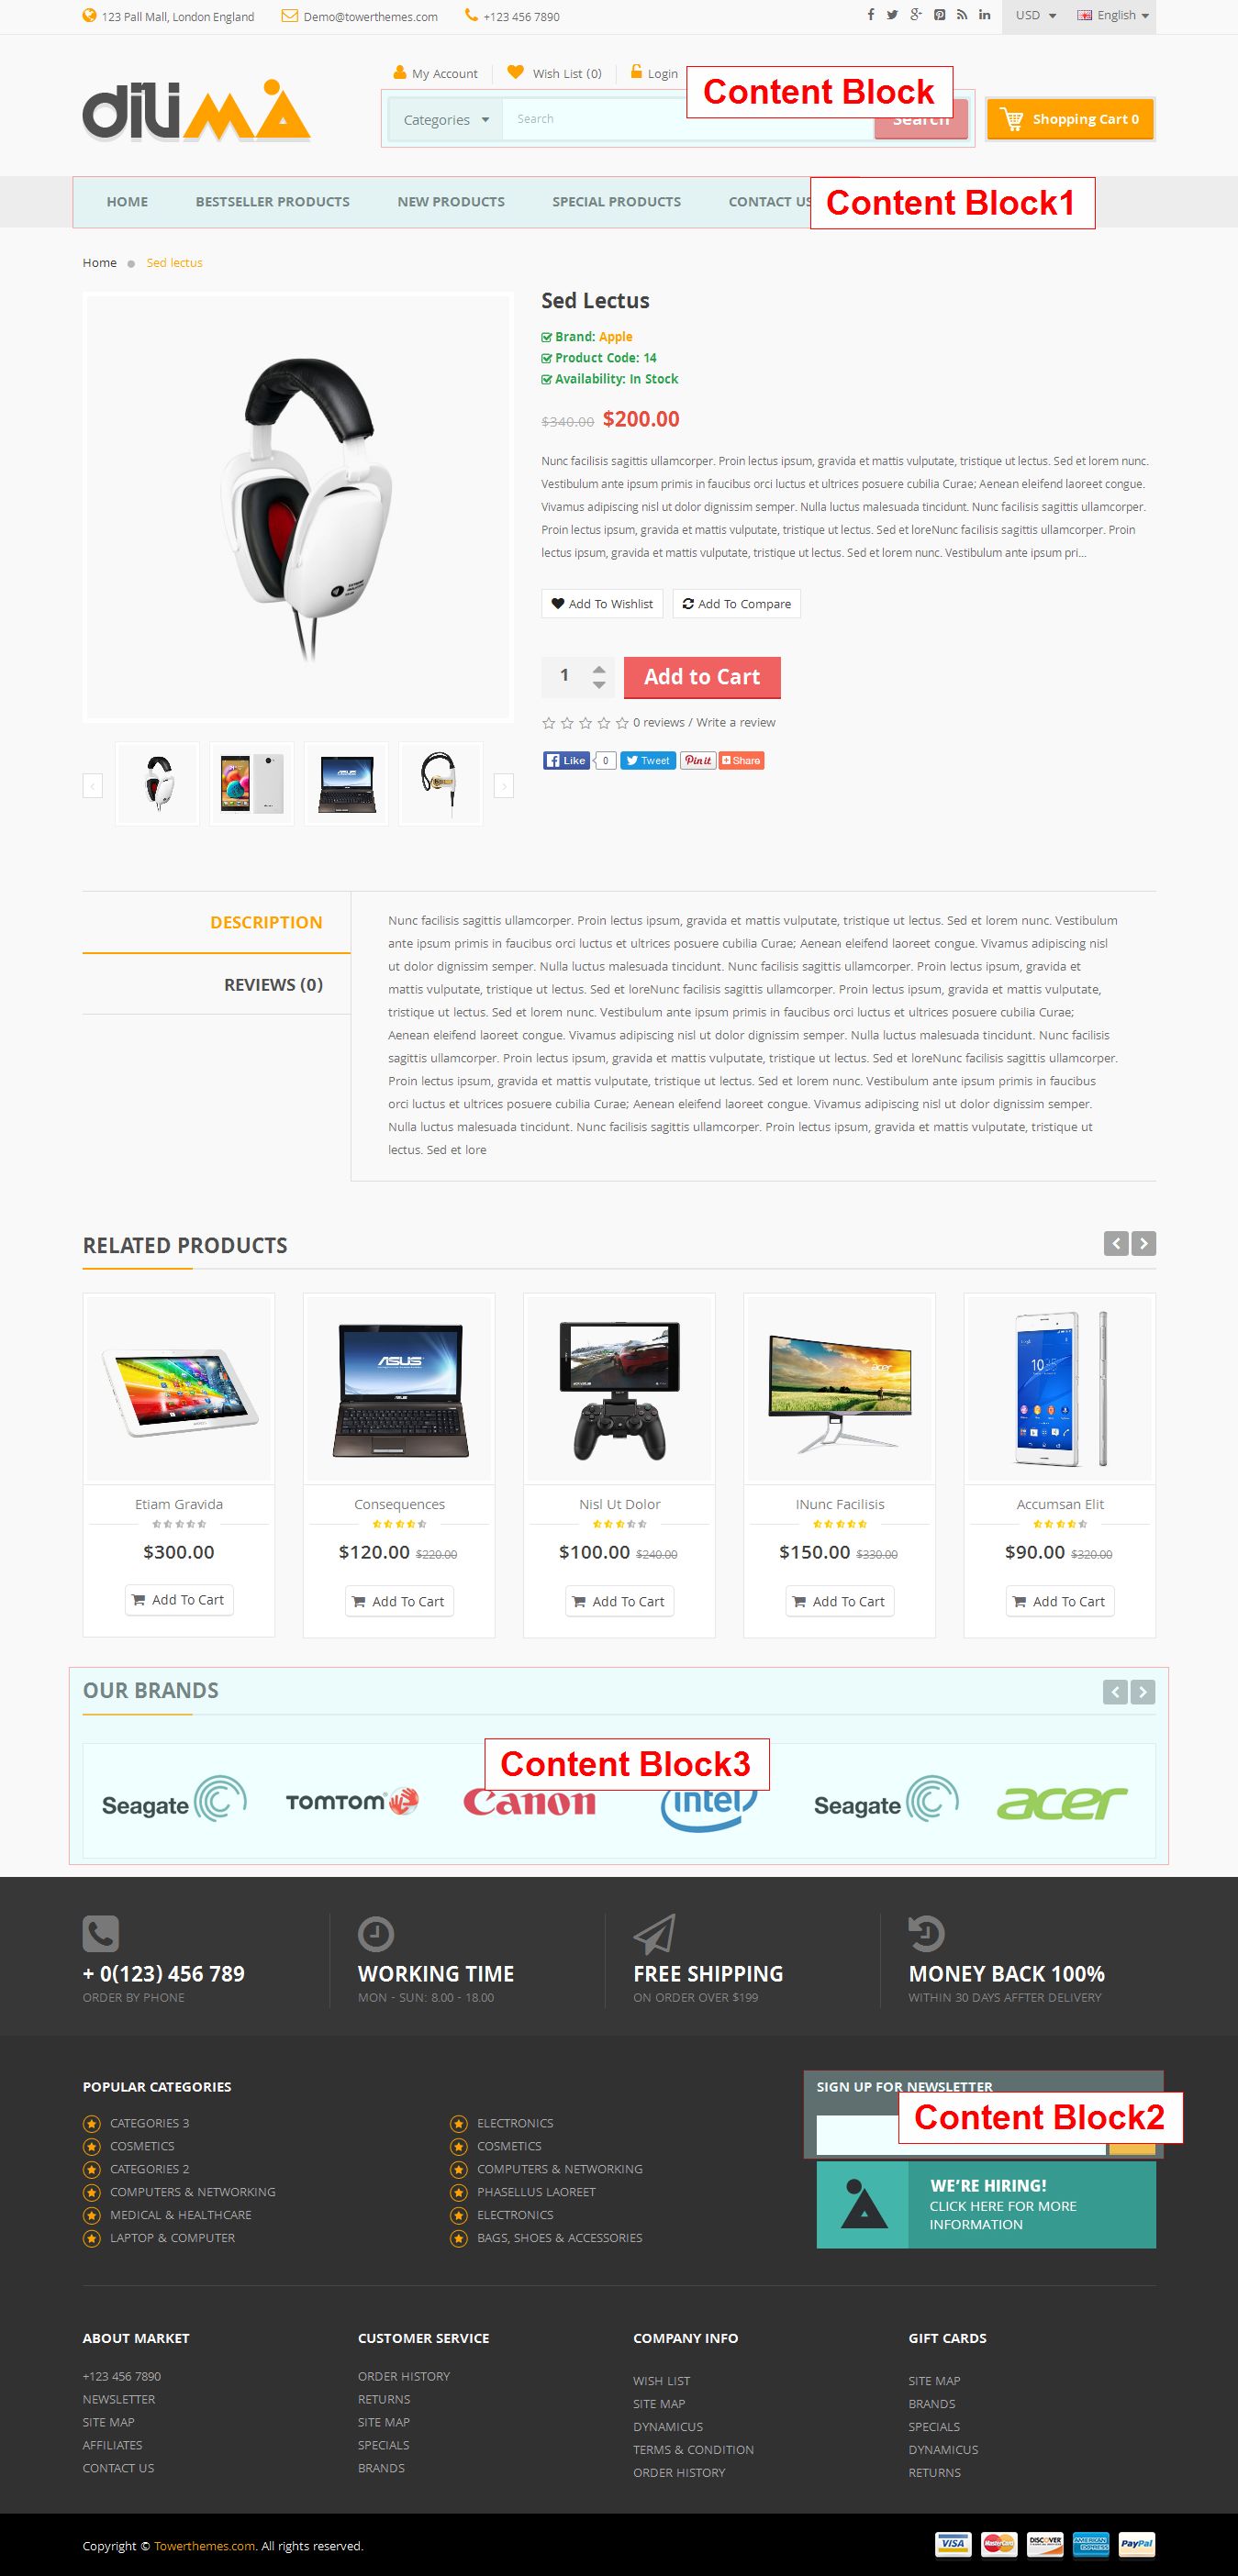 123 Pall Mall, London England Demo@towerthemes.com +123 456 7890
USD English
My Account Wish List (0) Login
dilima
Content Block
Categories Search Search
Shopping Cart 0
HOME BESTSELLER PRODUCTS NEW PRODUCTS SPECIAL PRODUCTS CONTACT US
Content Block1
Home Sed lectus
Sed Lectus
Brand: Apple
Product Code: 14
Availability: In Stock
$340.00 $200.00
Nunc facilisis sagittis ullamcorper. Proin lectus ipsum, gravida et mattis vulputate, tristique ut lectus. Sed et lorem nunc.
Vestibulum ante ipsum primis in faucibus orci luctus et ultrices posuere cubilia Curae; Aenean eleifend laoreet congue.
Vivamus adipiscing nisl ut dolor dignissim semper. Nulla luctus malesuada tincidunt. Nunc facilisis sagittis ullamcorper.
Proin lectus ipsum, gravida et mattis vulputate, tristique ut lectus. Sed et loreNunc facilisis sagittis ullamcorper. Proin
lectus ipsum, gravida et mattis vulputate, tristique ut lectus. Sed et lorem nunc. Vestibulum ante ipsum pri...
Add To Wishlist Add To Compare
1 Add to Cart
0 reviews / Write a review
Like 0 Tweet Pin it Share
ASUS
DESCRIPTION
REVIEWS (0)
Nunc facilisis sagittis ullamcorper. Proin lectus ipsum, gravida et mattis vulputate, tristique ut lectus. Sed et lorem nunc. Vestibulum
ante ipsum primis in faucibus orci luctus et ultrices posuere cubilia Curae; Aenean eleifend laoreet congue. Vivamus adipiscing nisl
ut dolor dignissim semper. Nulla luctus malesuada tincidunt. Nunc facilisis sagittis ullamcorper. Proin lectus ipsum, gravida et
mattis vulputate, tristique ut lectus. Sed et loreNunc facilisis sagittis ullamcorper. Proin lectus ipsum, gravida et mattis vulputate,
tristique ut lectus. Sed et lorem nunc. Vestibulum ante ipsum primis in faucibus orci luctus et ultrices posuere cubilia Curae;
Aenean eleifend laoreet congue. Vivamus adipiscing nisl ut dolor dignissim semper. Nulla luctus malesuada tincidunt. Nunc facilisis
sagittis ullamcorper. Proin lectus ipsum, gravida et mattis vulputate, tristique ut lectus. Sed et loreNunc facilisis sagittis ullamcorper.
Proin lectus ipsum, gravida et mattis vulputate, tristique ut lectus. Sed et lorem nunc. Vestibulum ante ipsum primis in faucibus
orci luctus et ultrices posuere cubilia Curae; Aenean eleifend laoreet congue. Vivamus adipiscing nisl ut dolor dignissim semper.
Nulla luctus malesuada tincidunt. Nunc facilisis sagittis ullamcorper. Proin lectus ipsum, gravida et mattis vulputate, tristique ut
lectus. Sed et lore
RELATED PRODUCTS
ASUS acer
Etiam Gravida Consequences Nisl Ut Dolor INunc Facilisis Accumsan Elit
$300.00 $120.00 $220.00 $100.00 $240.00 $150.00 $330.00 $90.00 $320.00
Add To Cart Add To Cart Add To Cart Add To Cart Add To Cart
OUR BRANDS
Content Block3
Seagate TOMTOM Canon intel Seagate acer
+ 0(123) 456 789 WORKING TIME FREE SHIPPING MONEY BACK 100%
ORDER BY PHONE MON - SUN: 8.00 - 18.00 ON ORDER OVER $199 WITHIN 30 DAYS AFFTER DELIVERY
POPULAR CATEGORIES
CATEGORIES 3 ELECTRONICS
COSMETICS COSMETICS
CATEGORIES 2 COMPUTERS & NETWORKING
COMPUTERS & NETWORKING PHASELLUS LAOREET
MEDICAL & HEALTHCARE ELECTRONICS
LAPTOP & COMPUTER BAGS, SHOES & ACCESSORIES
SIGN UP FOR NEWSLETTER
Content Block2
WE'RE HIRING!
CLICK HERE FOR MORE
INFORMATION
ABOUT MARKET
+123 456 7890
NEWSLETTER
SITE MAP
AFFILIATES
CONTACT US
CUSTOMER SERVICE
ORDER HISTORY
RETURNS
SITE MAP
SPECIALS
BRANDS
COMPANY INFO
WISH LIST
SITE MAP
DYNAMICUS
TERMS & CONDITION
ORDER HISTORY
GIFT CARDS
SITE MAP
BRANDS
SPECIALS
DYNAMICUS
RETURNS
Copyright © Towerthemes.com. All rights reserved.
VISA MasterCard DISCOVER AMERICAN EXPRESS PayPal